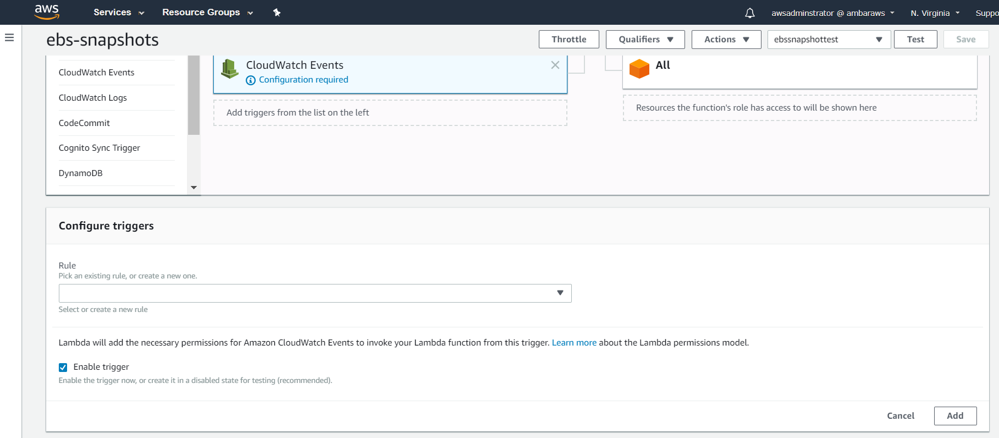 aws Services Resource Groups awsadminstrator @ ambaraws N. Virginia Suppo
ebs-snapshots Throttle Qualifiers Actions ebssnapshottest Test Save
CloudWatch Events
CloudWatch Logs
CodeCommit
Cognito Sync Trigger
DynamoDB
CloudWatch Events
Configuration required
Add triggers from the list on the left
All
Resources the function's role has access to will be shown here
Configure triggers
Rule
Pick an existing rule, or create a new one.
Select or create a new rule
Lambda will add the necessary permissions for Amazon CloudWatch Events to invoke your Lambda function from this trigger. Learn more about the Lambda permissions model.
Enable trigger
Enable the trigger now, or create it in a disabled state for testing (recommended).
Cancel Add